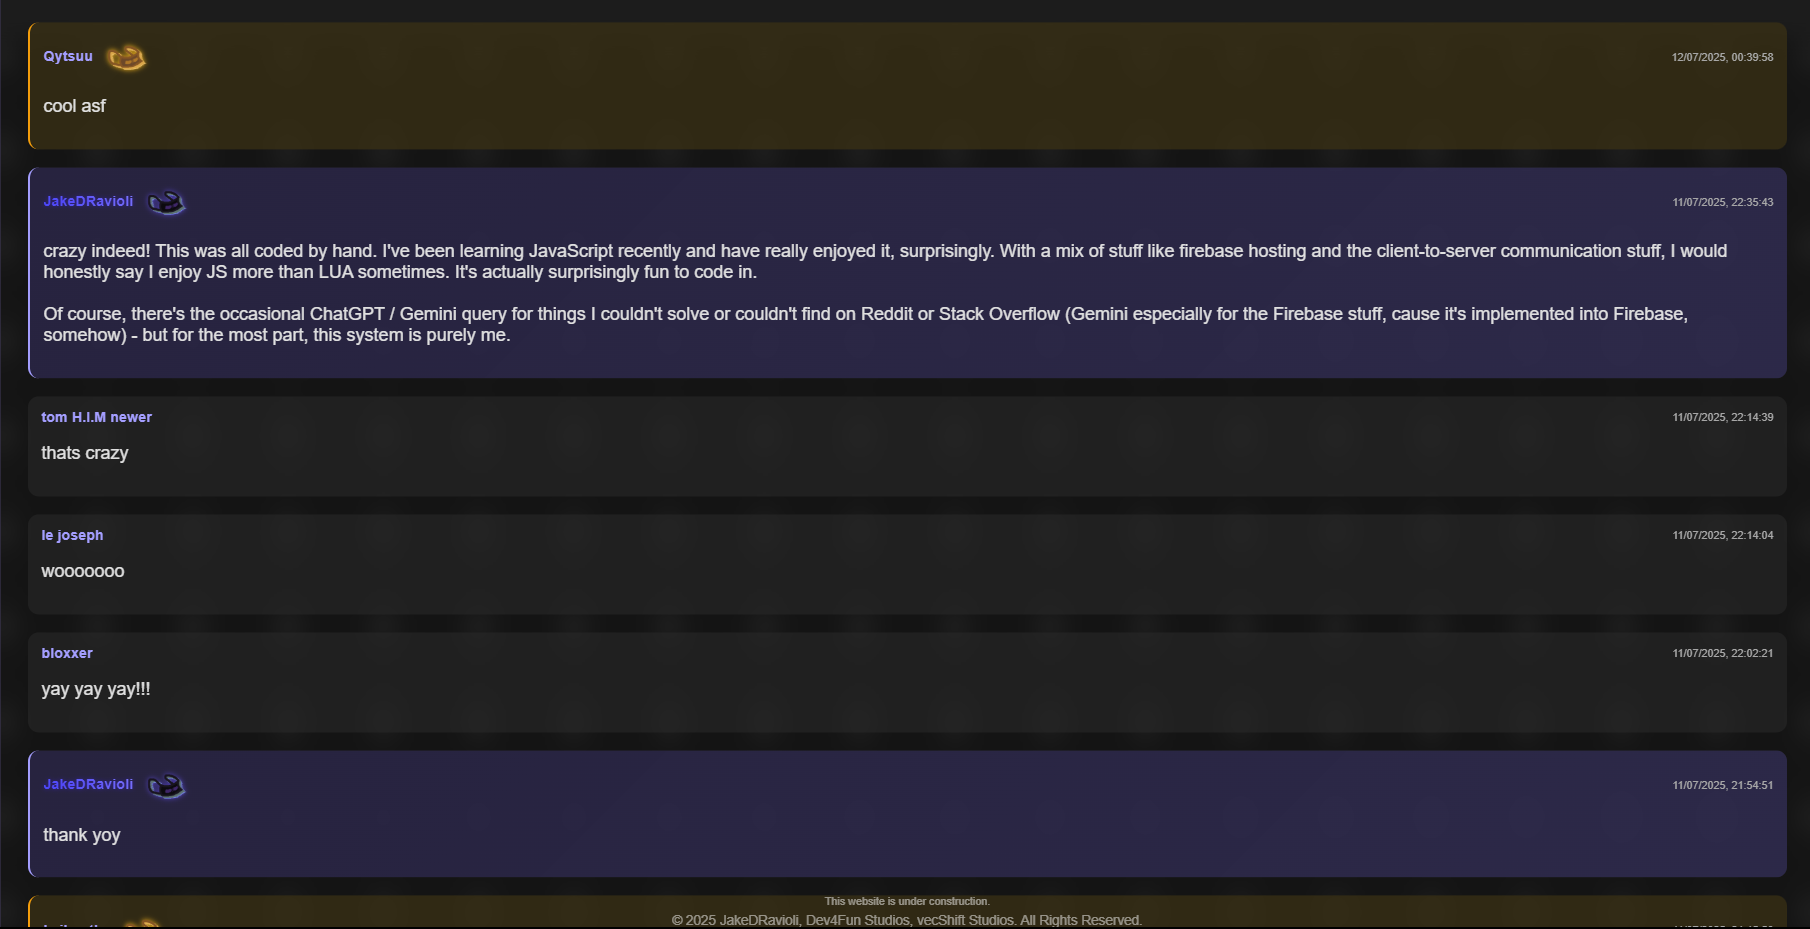 Qytsuu
12/07/2025, 00:39:58
cool asf
JakeDRavioli
11/07/2025, 22:35:43
crazy indeed! This was all coded by hand. I've been learning JavaScript recently and have really enjoyed it, surprisingly. With a mix of stuff like firebase hosting and the client-to-server communication stuff, I would
honestly say I enjoy JS more than LUA sometimes. It's actually surprisingly fun to code in.
Of course, there's the occasional ChatGPT / Gemini query for things I couldn't solve or couldn't find on Reddit or Stack Overflow (Gemini especially for the Firebase stuff, cause it's implemented into Firebase,
somehow) - but for the most part, this system is purely me.
tom H.I.M newer
11/07/2025, 22:14:39
thats crazy
le joseph
11/07/2025, 22:14:04
wooooooo
bloxxer
11/07/2025, 22:02:21
yay yay yay!!!
JakeDRavioli
11/07/2025, 21:54:51
thank yoy
This website is under construction.
© 2025 JakeDRavioli, Dev4Fun Studios, vecShift Studios. All Rights Reserved.